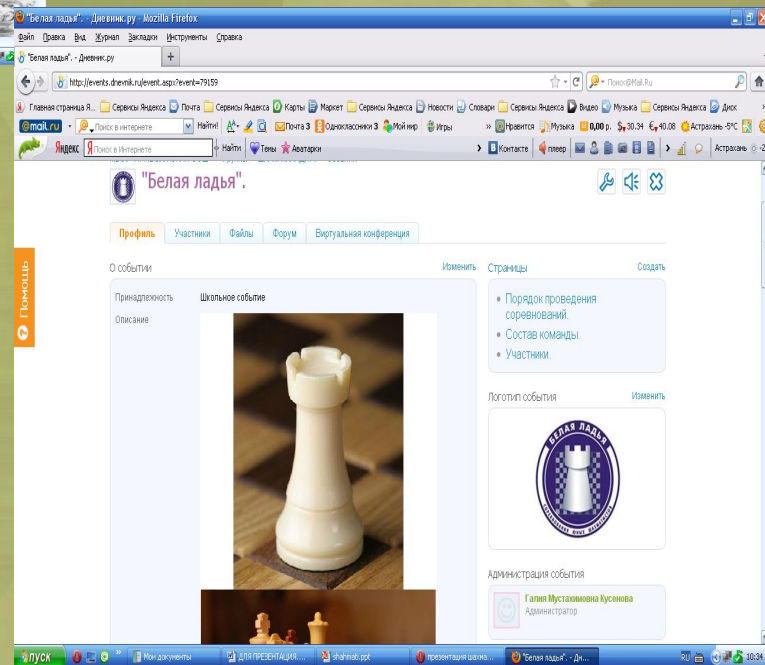 "Белая ладья". - Дневник.ру - Mozilla Firefox
Файл Правка Вид Журнал Закладки Инструменты Справка
"Белая ладья". - Дневник.ру +
http://events.dnevnik.ru/event.aspx?event=79159 Поиск@Mail.Ru
Главная страница Я... Сервисы Яндекса Почта Сервисы Яндекса Карты Маркет Сервисы Яндекса Новости Словари Сервисы Яндекса Видео Музыка Сервисы Яндекса Диск
@mail.ru Поиск в интернете Найти! Почта 3 Одноклассники 3 Мой мир Игры » Нравится Музыка 0,00 р. $ 30.34 € 40.08 Астрахань -5°C
Яндекс Поиск в Интернете Найти Темы Аватарки Контакте плеер Астрахань -2
"Белая ладья".
Профиль Участники Файлы Форум Виртуальная конференция
О событии Изменить
Принадлежность Школьное событие
Описание
Страницы Создать
Порядок проведения
соревнований.
Состав команды.
Участники.
Логотип события Изменить
БЕЛАЯ ЛАДЬЯ
Администрация события
Галия Мустахимовна Кусенова
Администратор
Помощь
пуск Мои документы ДЛЯ ПРЕЗЕНТАЦИЯ.... shahmati.ppt презентация шахма... "Белая ладья". - Дн... RU 10:34